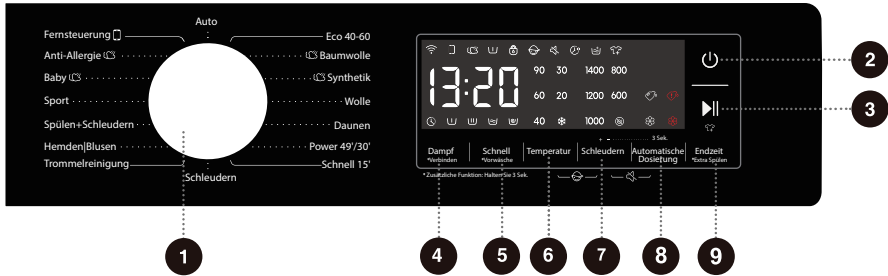 Auto
Fernsteuerung
Eco 40-60
Anti-Allergie
Baumwolle
Baby
Synthetik
Sport
Wolle
Spülen+Schleudern
Daunen
Hemden|Blusen
Power 49'/30'
Trommelreinigung
Schnell 15'
Schleudern
13:20
90 30 1400 800
60 20 1200 600
40 1000
+ - 3 Sek.
Dampf
*Verbinden
Schnell
*Vorwäsche
Temperatur
Schleudern
Automatische
Dosierung
Endzeit
*Extra Spülen
*Zusätzliche Funktion: Halten Sie 3 Sek.
1
2
3
4
5
6
7
8
9